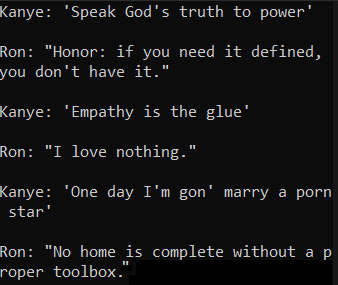 Kanye: 'Speak God's truth to power'
Ron: "Honor: if you need it defined,
you don't have it."
Kanye: 'Empathy is the glue'
Ron: "I love nothing."
Kanye: 'One day I'm gon' marry a porn
star'
Ron: "No home is complete without a p
roper toolbox."